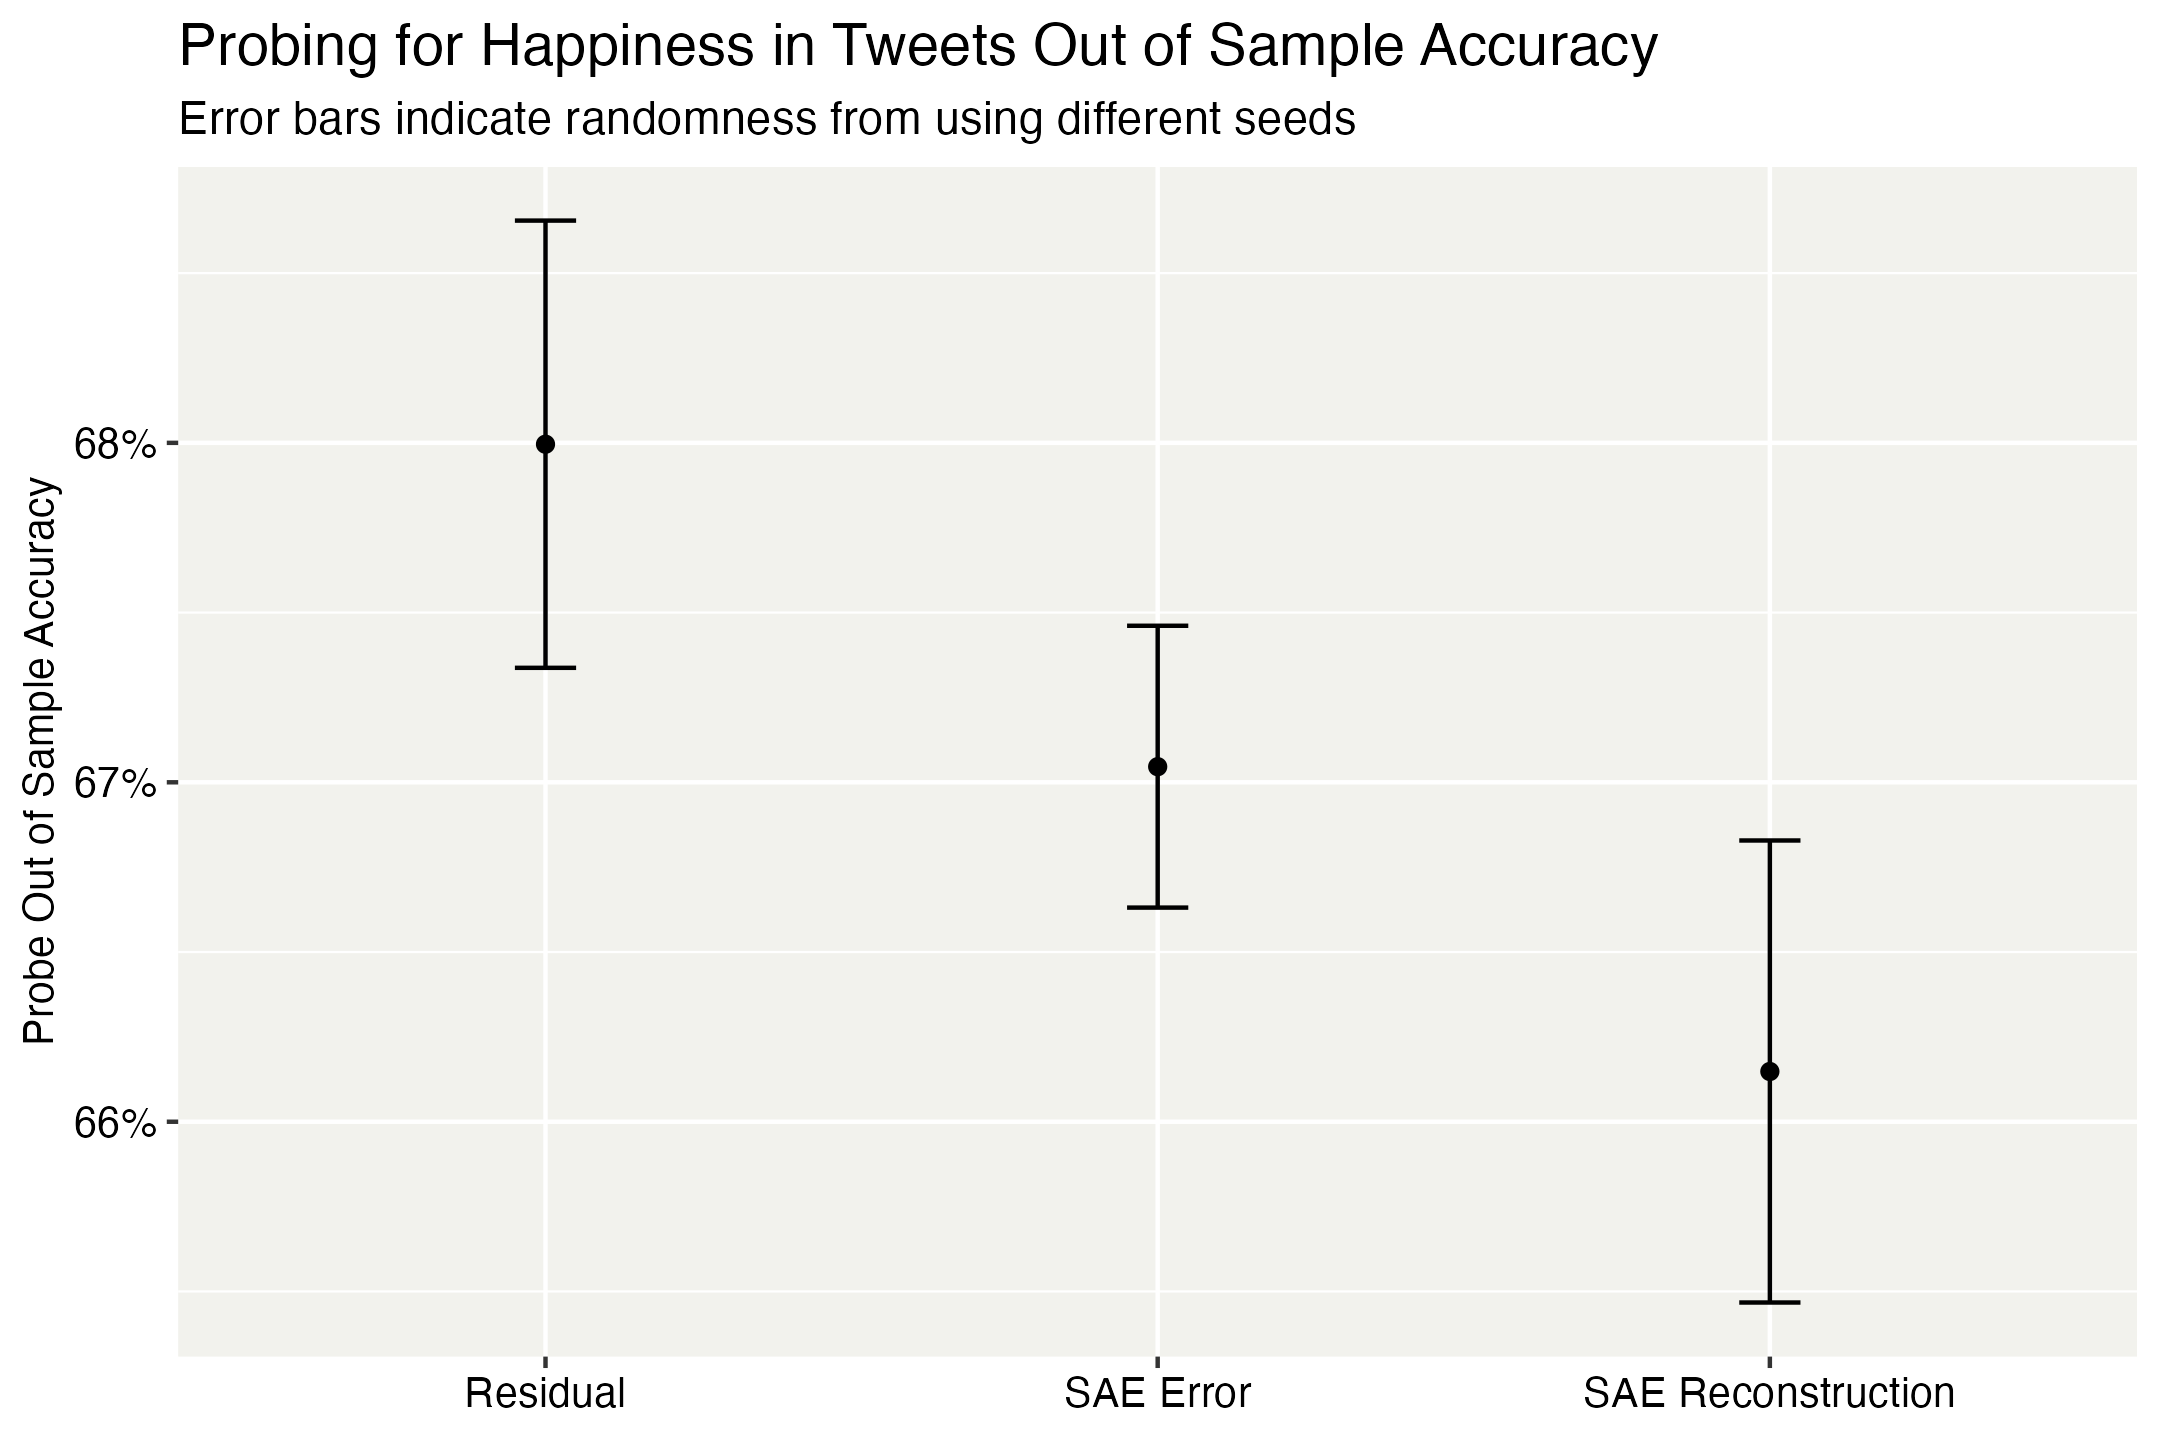 Probing for Happiness in Tweets Out of Sample Accuracy
Error bars indicate randomness from using different seeds
Probe Out of Sample Accuracy
68%
67%
66%
Residual
SAE Error
SAE Reconstruction